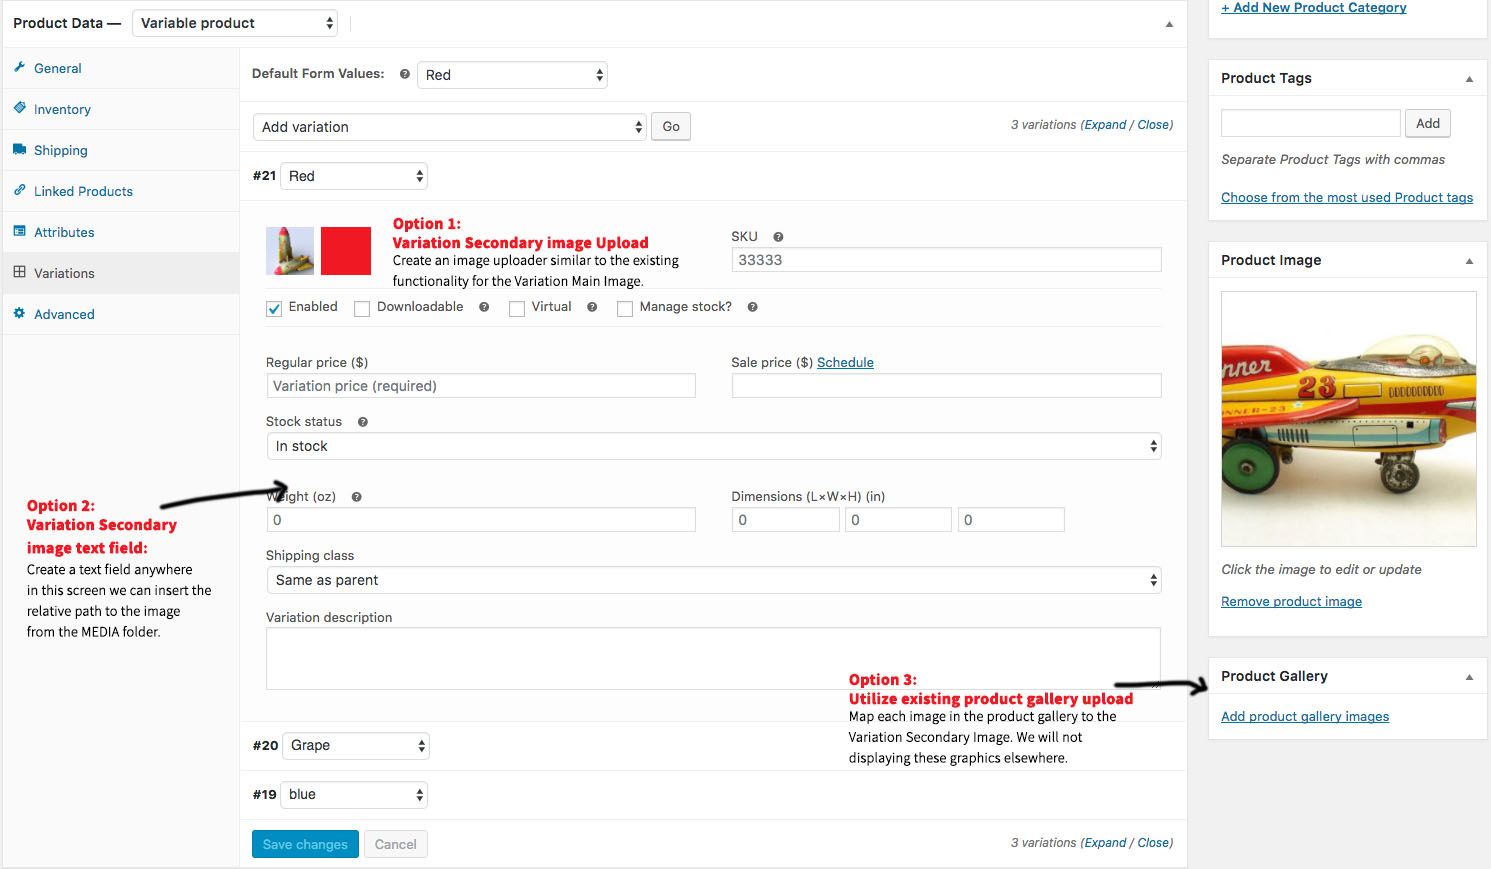 Product Data — Variable product
General
Inventory
Shipping
Linked Products
Attributes
Variations
Advanced
Default Form Values: Red
Add variation Go 3 variations (Expand / Close)
#21 Red
Option 1:
Variation Secondary image Upload
Create an image uploader similar to the existing
functionality for the Variation Main Image.
SKU
33333
Enabled Downloadable Virtual Manage stock?
Regular price ($) Sale price ($) Schedule
Variation price (required)
Stock status
In stock
Weight (oz) Dimensions (L×W×H) (in)
0 0 0 0
Shipping class
Same as parent
Variation description
Option 2:
Variation Secondary
image text field:
Create a text field anywhere
in this screen we can insert the
relative path to the image
from the MEDIA folder.
Option 3:
Utilize existing product gallery upload
Map each image in the product gallery to the
Variation Secondary Image. We will not
displaying these graphics elsewhere.
#20 Grape
#19 blue
Save changes Cancel 3 variations (Expand / Close)
+ Add New Product Category
Product Tags
Add
Separate Product Tags with commas
Choose from the most used Product tags
Product Image
nner
23
NNER-23
Click the image to edit or update
Remove product image
Product Gallery
Add product gallery images